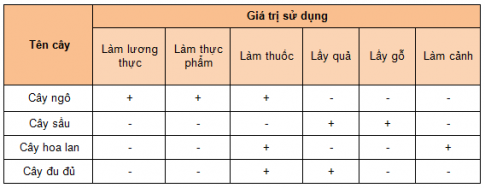 Tên cây
Giá trị sử dụng
Làm lương
thực
Làm thực
phẩm
Làm thuốc
Lấy quả
Lấy gỗ
Làm cảnh
Cây ngô + + + - - -
Cây sấu - - - + + -
Cây hoa lan - - + - - +
Cây đu đủ - - + + - -